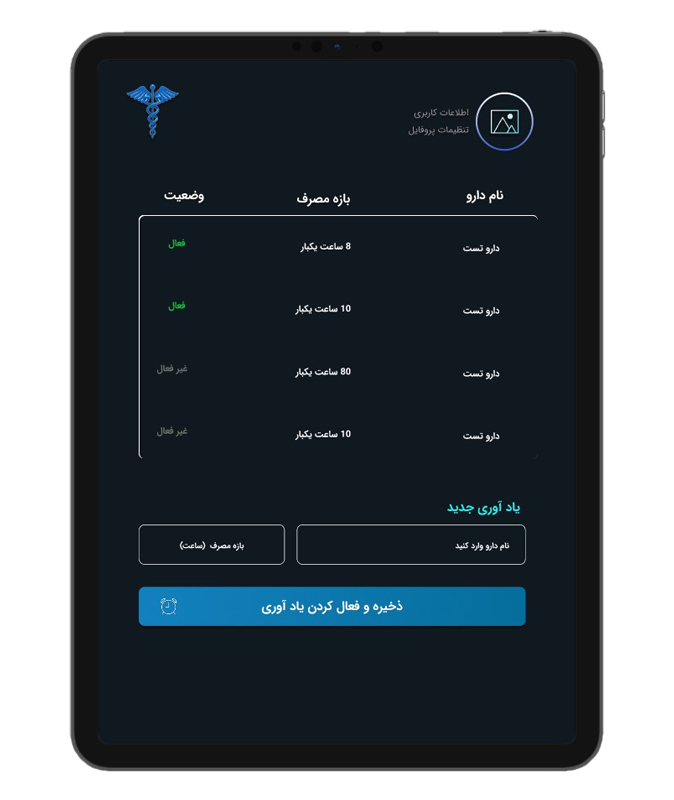 اطلاعات کاربری
تنظیمات پروفایل
نام دارو بازه مصرف وضعیت
دارو تست 8 ساعت یکبار فعال
دارو تست 10 ساعت یکبار فعال
دارو تست 80 ساعت یکبار غیر فعال
دارو تست 10 ساعت یکبار غیر فعال
یاد آوری جدید
نام دارو وارد کنید بازه مصرف (ساعت)
ذخیره و فعال کردن یاد آوری